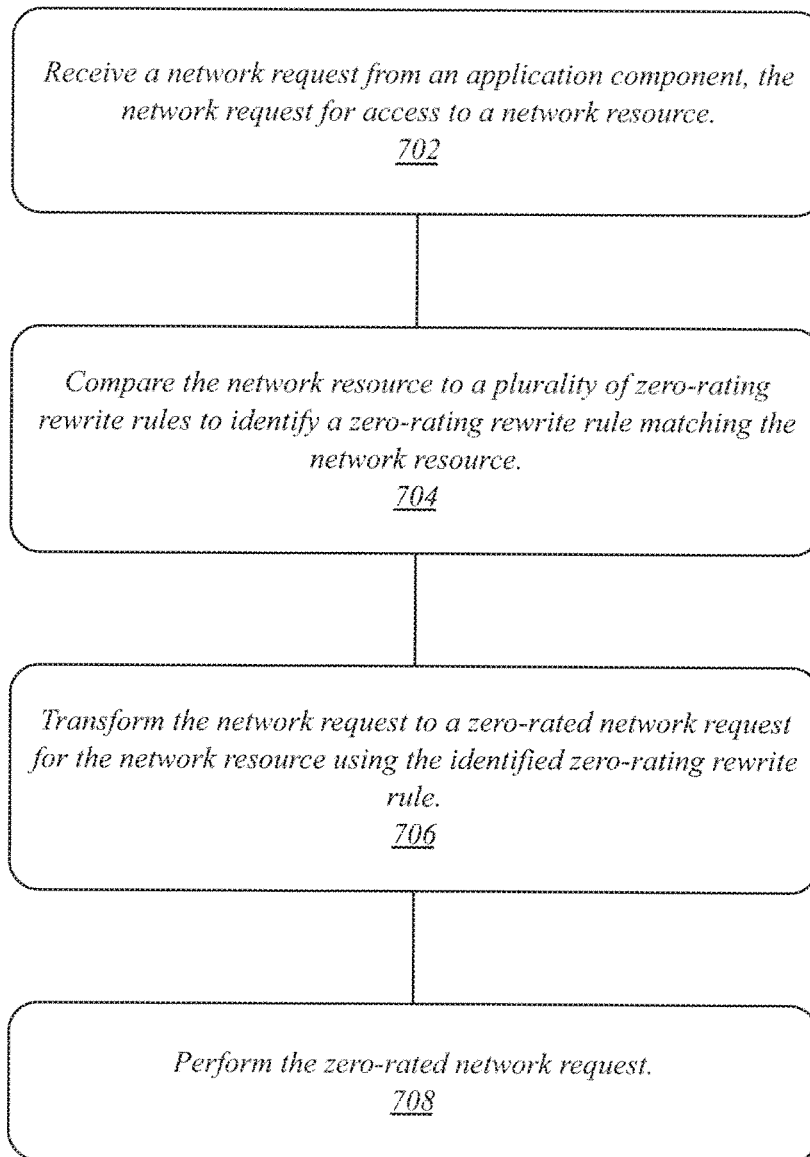 Receive a network request from an application component, the
network request for access to a network resource.
702
Compare the network resource to a plurality of zero-rating
rewrite rules to identify a zero-rating rewrite rule matching the
network resource.
704
Transform the network request to a zero-rated network request
for the network resource using the identified zero-rating rewrite
rule.
706
Perform the zero-rated network request.
708